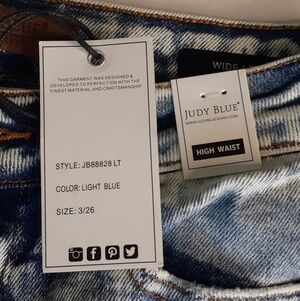 THIS GARMENT WAS DESIGNED &
DEVELOPED TO PERFECTION WITH THE
FINEST MATERIAL AND CRAFTSMANSHIP
STYLE: JB88828 LT
COLOR: LIGHT BLUE
SIZE: 3/26
WIDE
JUDY BLUE
WWW.JUDYBLUEJEANS.COM
HIGH WAIST